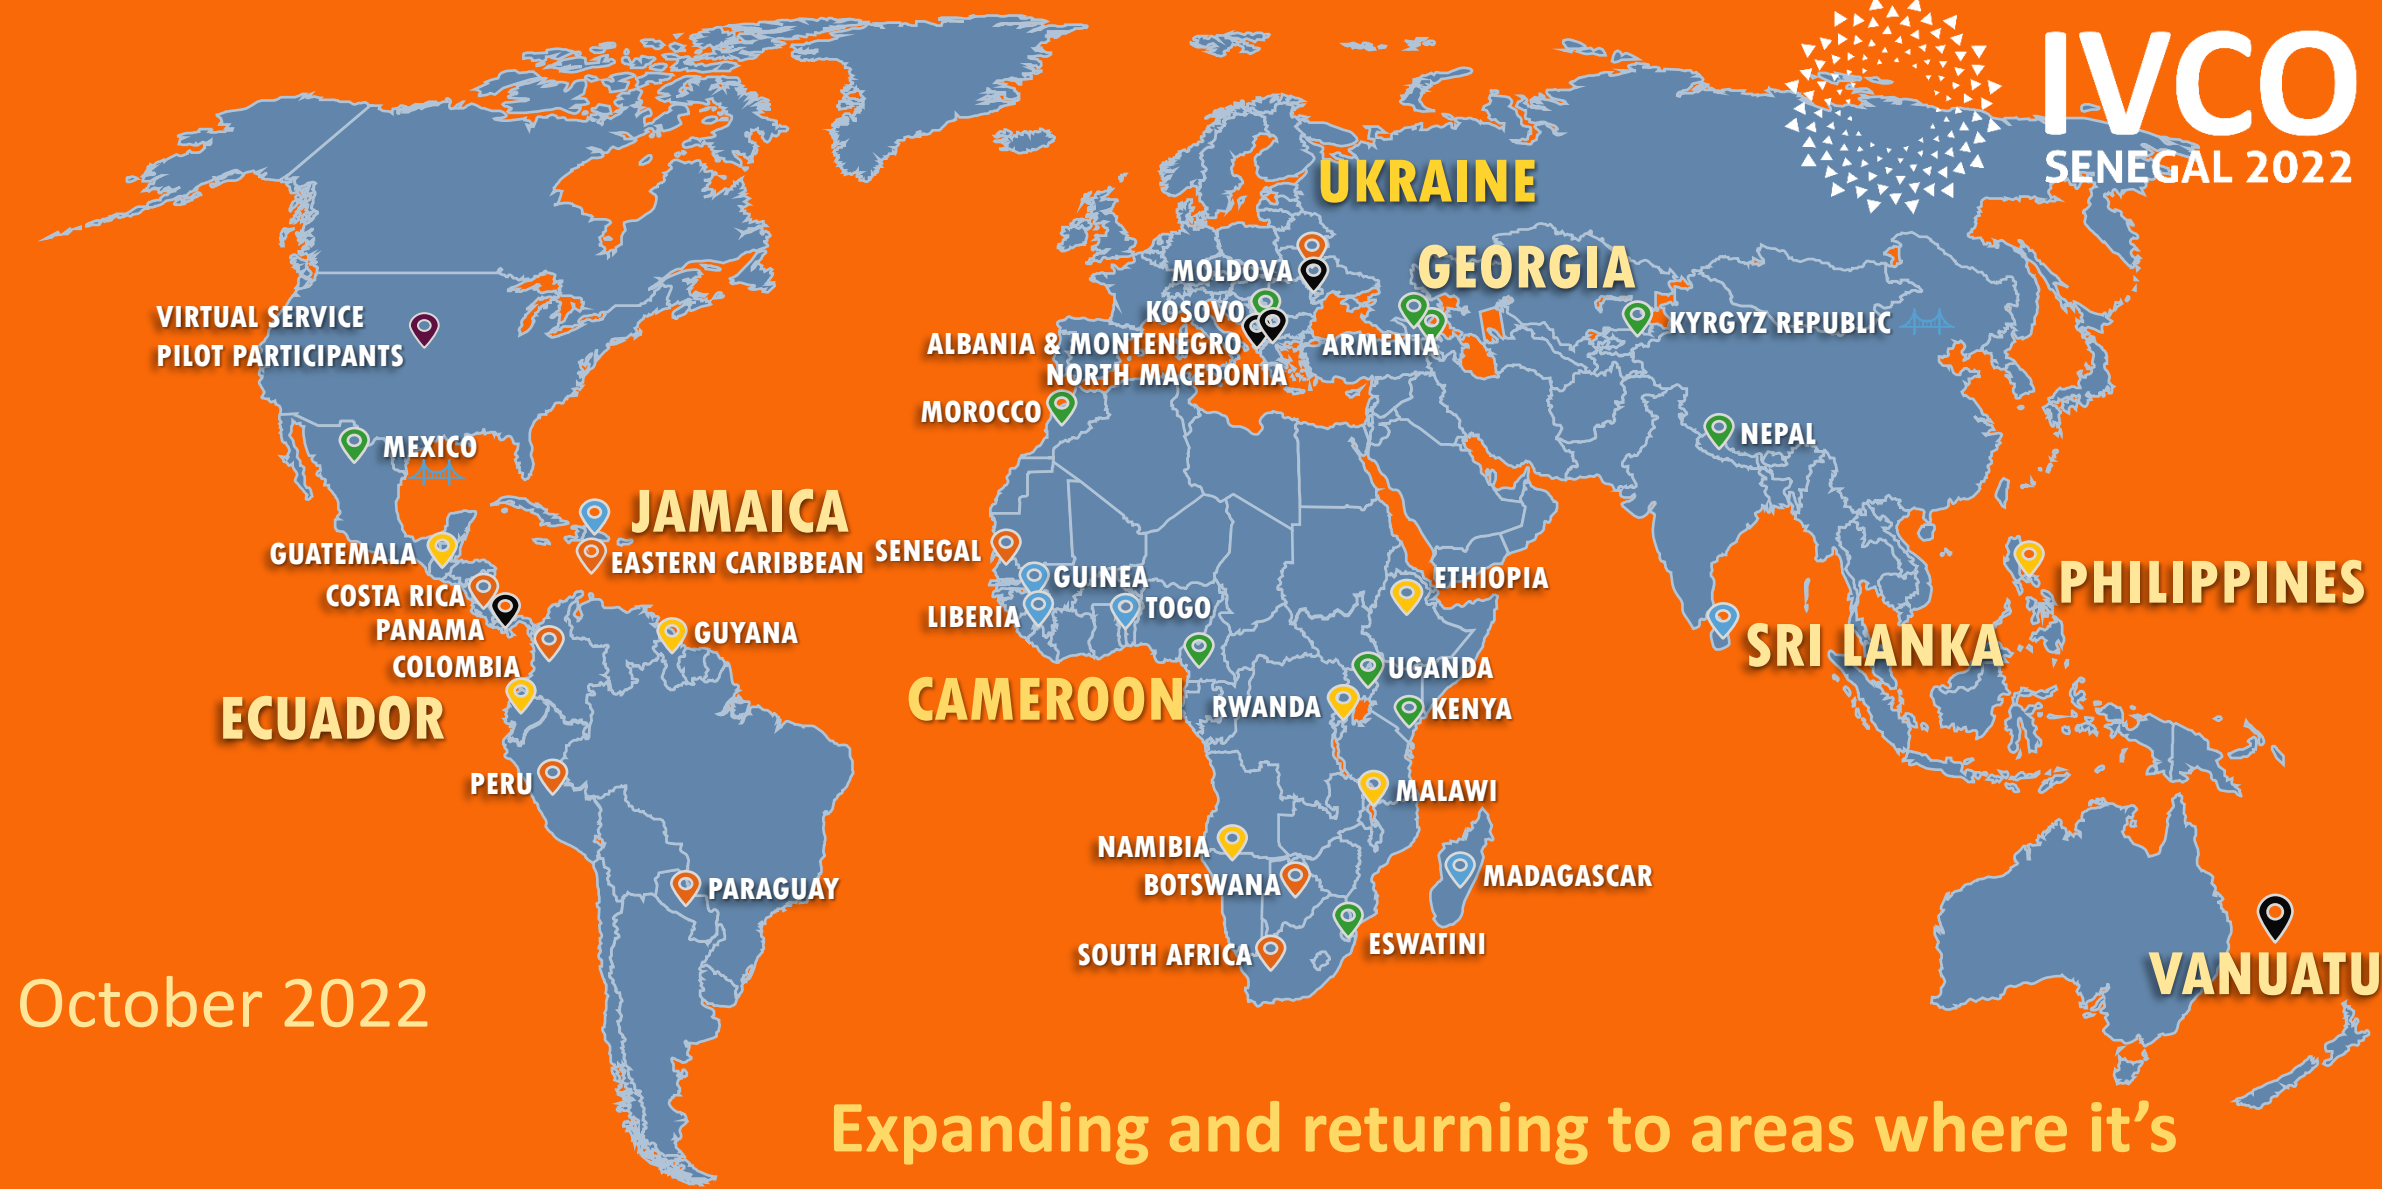 IVCO
SENEGAL 2022
UKRAINE
GEORGIA
MOLDOVA
KOSOVO
ALBANIA & MONTENEGRO
NORTH MACEDONIA
ARMENIA
KYRGYZ REPUBLIC
VIRTUAL SERVICE
PILOT PARTICIPANTS
MOROCCO
MEXICO
NEPAL
JAMAICA
EASTERN CARIBBEAN
SENEGAL
GUATEMALA
GUINEA
ETHIOPIA
PHILIPPINES
COSTA RICA
LIBERIA
TOGO
PANAMA
GUYANA
SRI LANKA
COLOMBIA
UGANDA
CAMEROON
RWANDA
KENYA
ECUADOR
PERU
MALAWI
NAMIBIA
BOTSWANA
MADAGASCAR
PARAGUAY
ESWATINI
SOUTH AFRICA
VANUATU
October 2022
Expanding and returning to areas where it’s